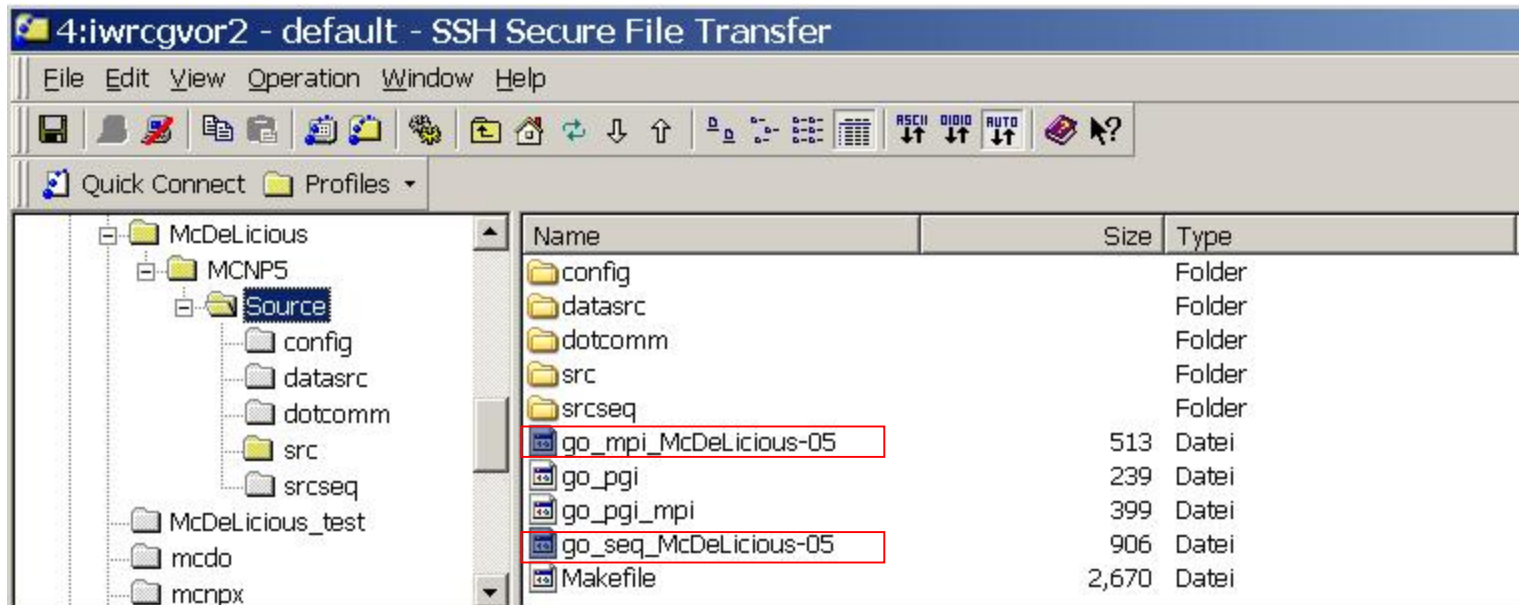 4:iwrcgvor2 - default - SSH Secure File Transfer
File Edit View Operation Window Help
ASCII 01010 AUTO
Quick Connect Profiles
McDeLicious
MCNP5
Source
config
datasrc
dotcomm
src
srcseq
McDeLicious_test
mcdo
mcnpx
Name Size Type
config Folder
datasrc Folder
dotcomm Folder
src Folder
srcseq Folder
go_mpi_McDeLicious-05 513 Datei
go_pgi 239 Datei
go_pgi_mpi 399 Datei
go_seq_McDeLicious-05 906 Datei
Makefile 2,670 Datei